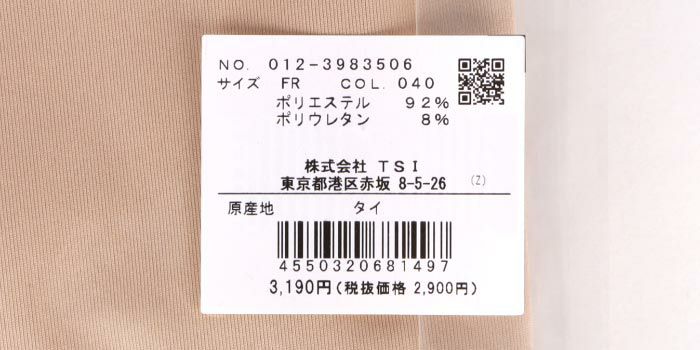 NO. 012-3983506
サイズ FR COL. 040
ポリエステル 92%
ポリウレタン 8%
株式会社 TSI
東京都港区赤坂 8-5-26 (Z)
原産地 タイ
4550320681497
3,190円(税抜価格 2,900円)